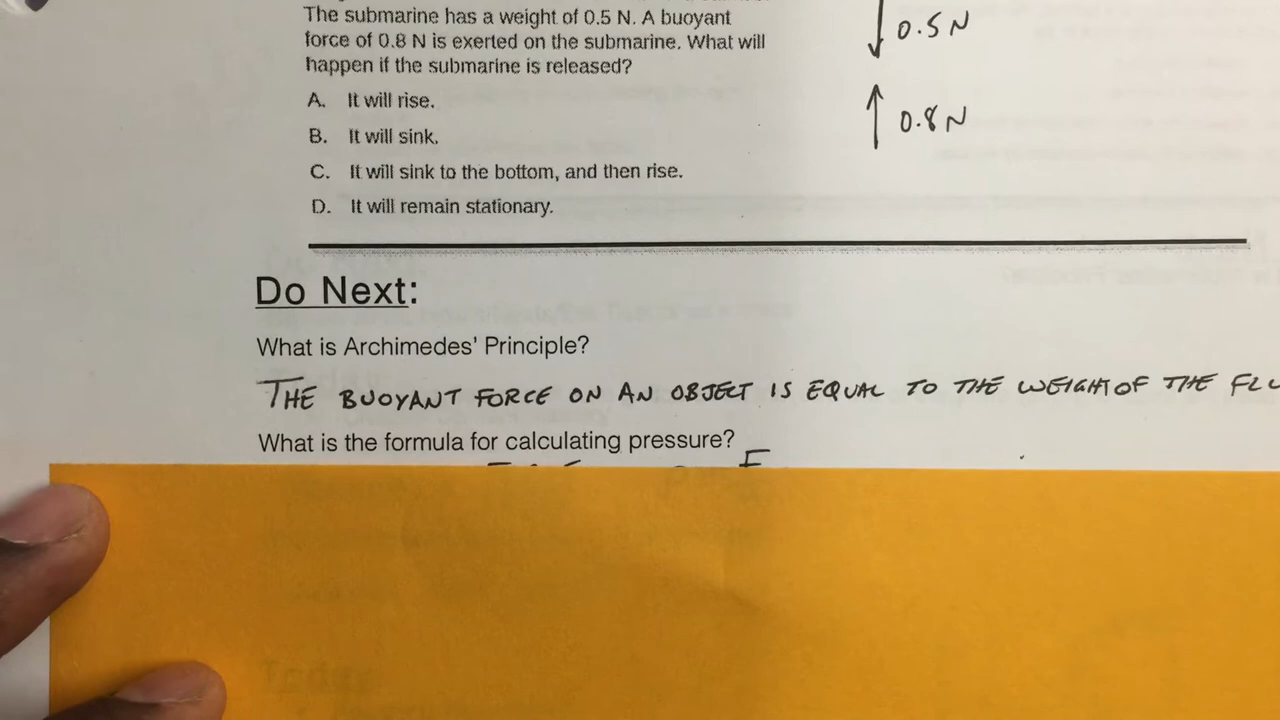 The submarine has a weight of 0.5 N. A buoyant
force of 0.8 N is exerted on the submarine. What will
happen if the submarine is released?
0.5 N
A. It will rise.
0.8 N
B. It will sink.
C. It will sink to the bottom, and then rise.
D. It will remain stationary.
Do Next:
What is Archimedes' Principle?
THE BUOYANT FORCE ON AN OBJECT IS EQUAL TO THE WEIGHT OF THE
What is the formula for calculating pressure?